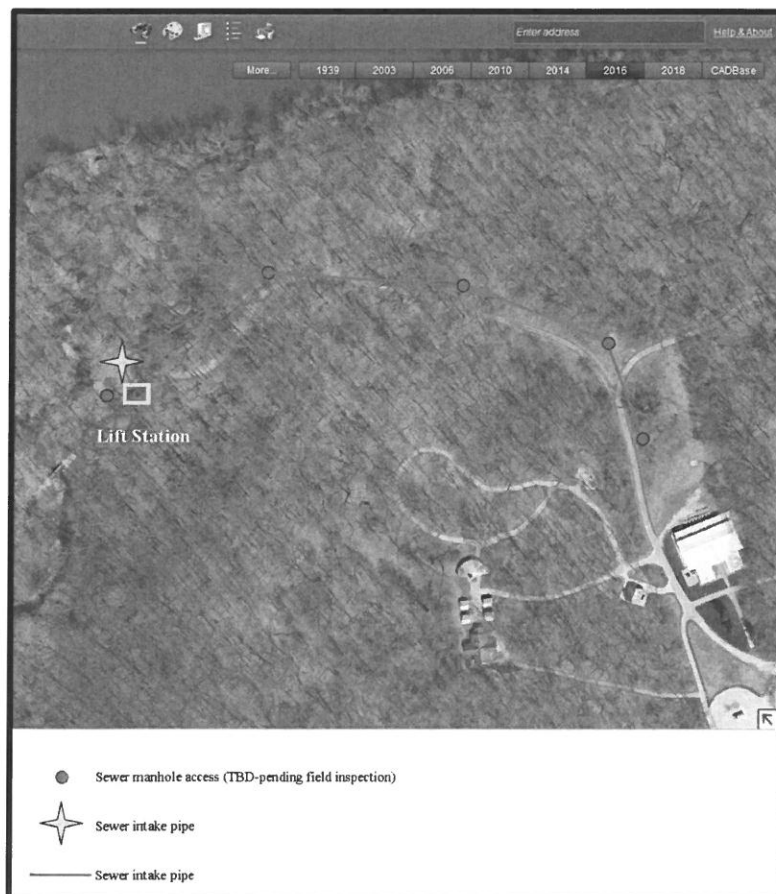 Enter address
Help & About
More...
1939
2003
2006
2010
2014
2016
2018
CADBase
Lift Station
Sewer manhole access (TBD-pending field inspection)
Sewer intake pipe
Sewer intake pipe